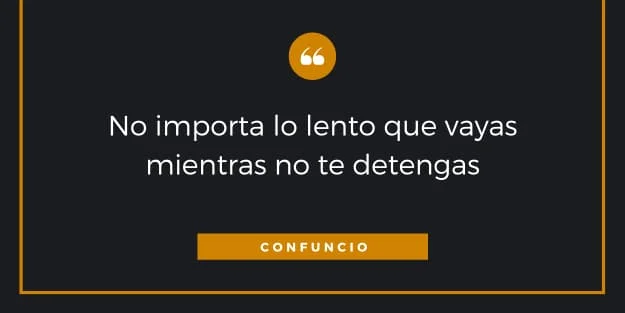 No importa lo lento que vayas
mientras no te detengas
CONFUNCIO